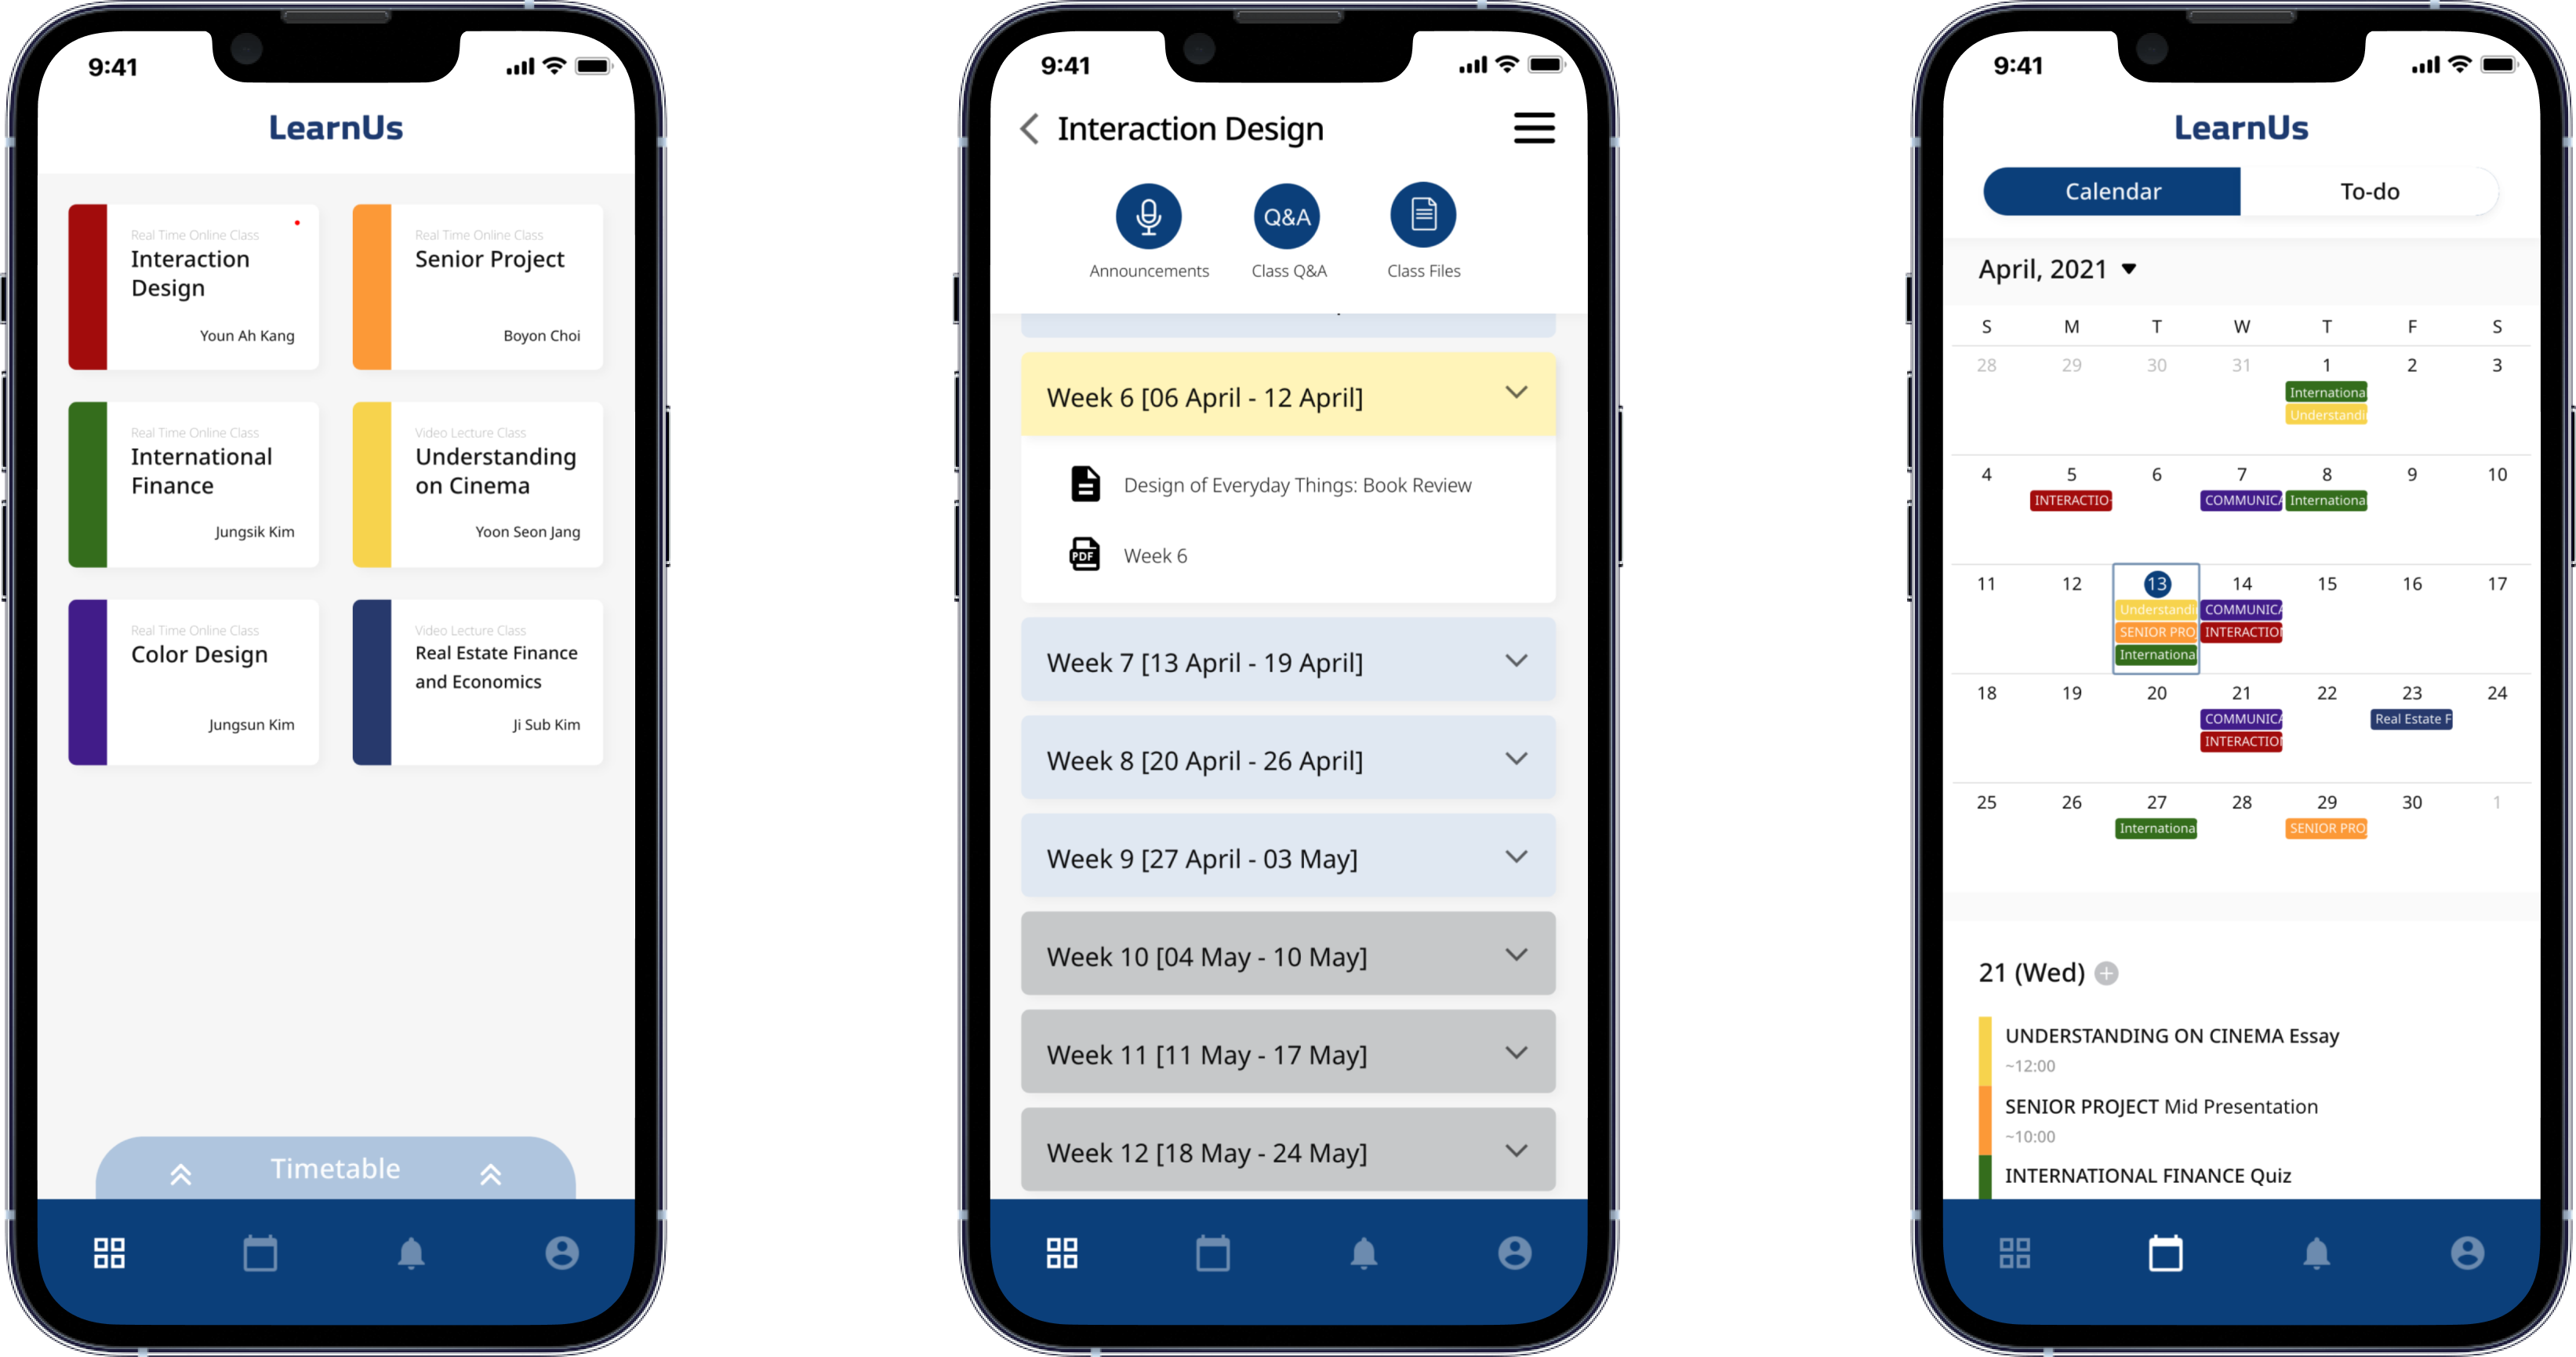 9:41
LearnUs
Real Time Online Class
Interaction
Design
Youn Ah Kang
Real Time Online Class
Senior Project
Boyon Choi
Real Time Online Class
International
Finance
Jungsik Kim
Video Lecture Class
Understanding
on Cinema
Yoon Seon Jang
Real Time Online Class
Color Design
Jungsun Kim
Video Lecture Class
Real Estate Finance
and Economics
Ji Sub Kim
Timetable
9:41
Interaction Design
Q&A
Announcements Class Q&A Class Files
Week 6 [06 April - 12 April]
Design of Everyday Things: Book Review
PDF Week 6
Week 7 [13 April - 19 April]
Week 8 [20 April - 26 April]
Week 9 [27 April - 03 May]
Week 10 [04 May - 10 May]
Week 11 [11 May - 17 May]
Week 12 [18 May - 24 May]
9:41
LearnUs
Calendar To-do
April, 2021
S M T W T F S
28 29 30 31 1 2 3
Internationa
Understandi
4 5 6 7 8 9 10
INTERACTIO COMMUNICA Internationa
11 12 13 14 15 16 17
Understandi COMMUNICA
SENIOR PRO INTERACTION
Internationa
18 19 20 21 22 23 24
COMMUNICA Real Estate F
INTERACTION
25 26 27 28 29 30 1
Internationa SENIOR PRO
21 (Wed)
UNDERSTANDING ON CINEMA Essay
~12:00
SENIOR PROJECT Mid Presentation
~10:00
INTERNATIONAL FINANCE Quiz